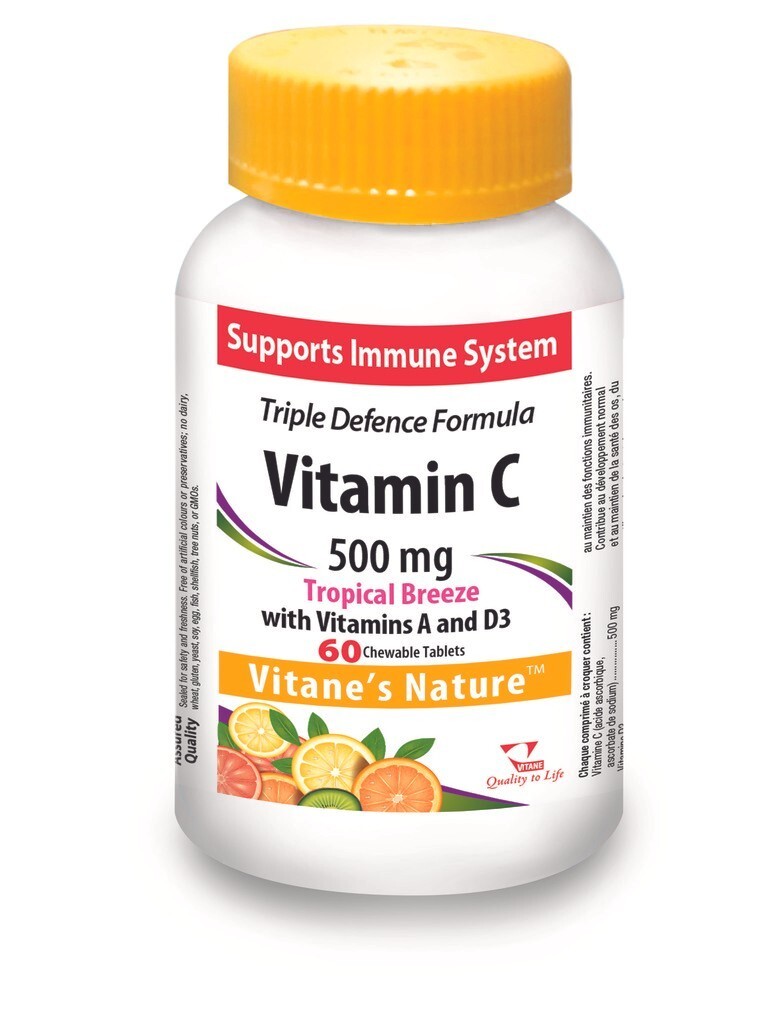 Supports Immune System
Triple Defence Formula
Vitamin C
500 mg
Tropical Breeze
with Vitamins A and D3
60 Chewable Tablets
Vitane's Nature™
VITANE
Quality to Life
Assured
Quality
Sealed for safety and freshness. Free of artificial colours or preservatives; no dairy,
wheat, gluten, yeast, soy, egg, fish, shellfish, tree nuts, or GMOs.
au maintien des fonctions immunitaires.
Contribue au développement normal
et au maintien de la santé des os, du
Chaque comprimé à croquer contient :
Vitamine C (acide ascorbique,
ascorbate de sodium)...............500 mg